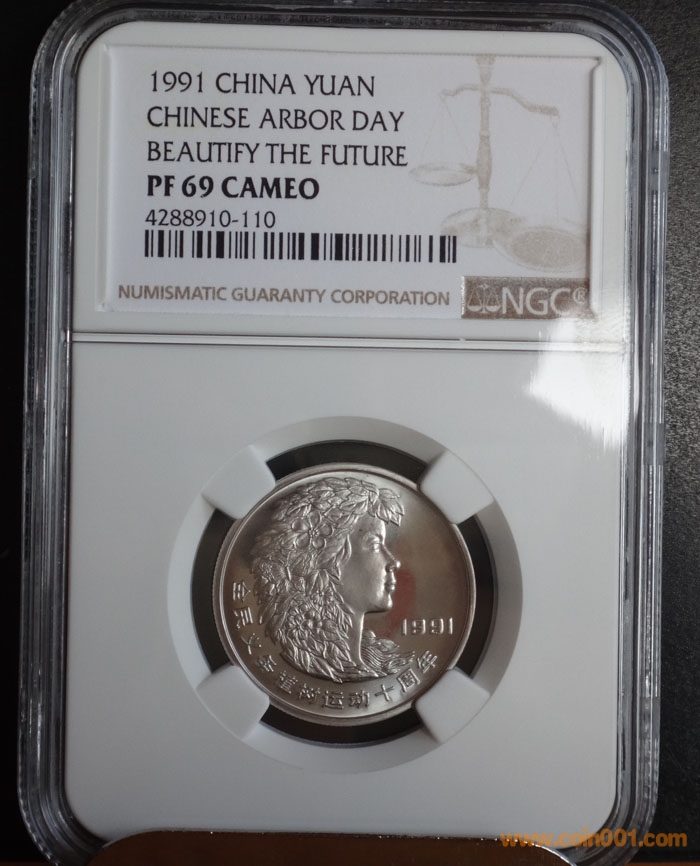 1991 CHINA YUAN
CHINESE ARBOR DAY
BEAUTIFY THE FUTURE
PF 69 CAMEO
4288910-110
NUMISMATIC GUARANTY CORPORATION
NGC®
1991
全民义务植树运动十周年
www.coin001.com